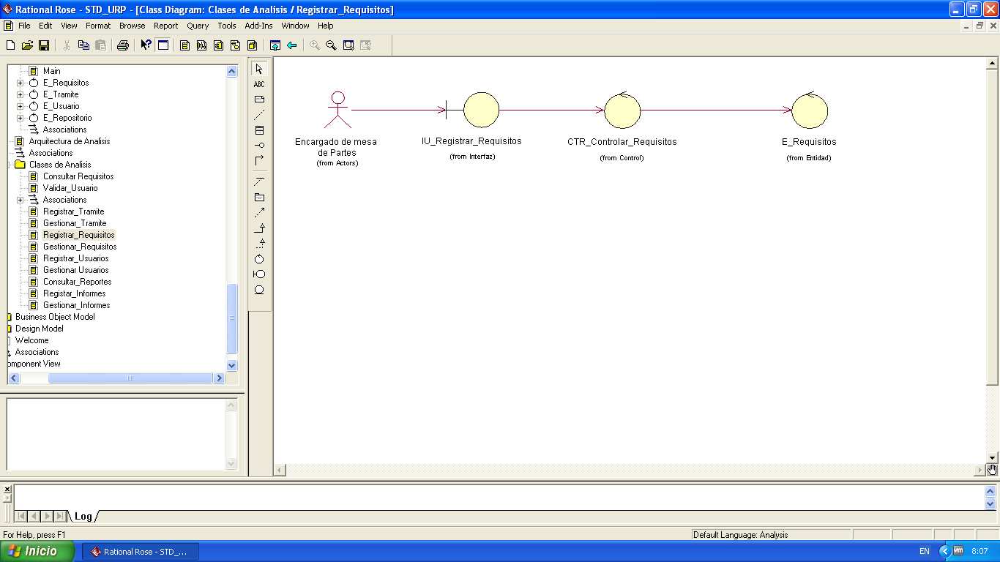 Rational Rose - STD_URP - [Class Diagram: Clases de Analisis / Registrar_Requisitos]
File Edit View Format Browse Report Query Tools Add-Ins Window Help
Main
E_Requisitos
E_Tramite
E_Usuario
E_Repositorio
Associations
Arquitectura de Analisis
Associations
Clases de Analisis
Consultar Requisitos
Validar_Usuario
Associations
Registrar_Tramite
Gestionar_Tramite
Registrar_Requisitos
Gestionar_Requisitos
Registrar_Usuarios
Gestionar Usuarios
Consultar_Reportes
Registar_Informes
Gestionar_Informes
Business Object Model
Design Model
Welcome
Associations
omponent View
ABC
Encargado de mesa
de Partes
(from Actors)
IU_Registrar_Requisitos
(from Interfaz)
CTR_Controlar_Requisitos
(from Control)
E_Requisitos
(from Entidad)
Log
For Help, press F1
Default Language: Analysis
Inicio
Rational Rose - STD_...
EN
vm
8:07